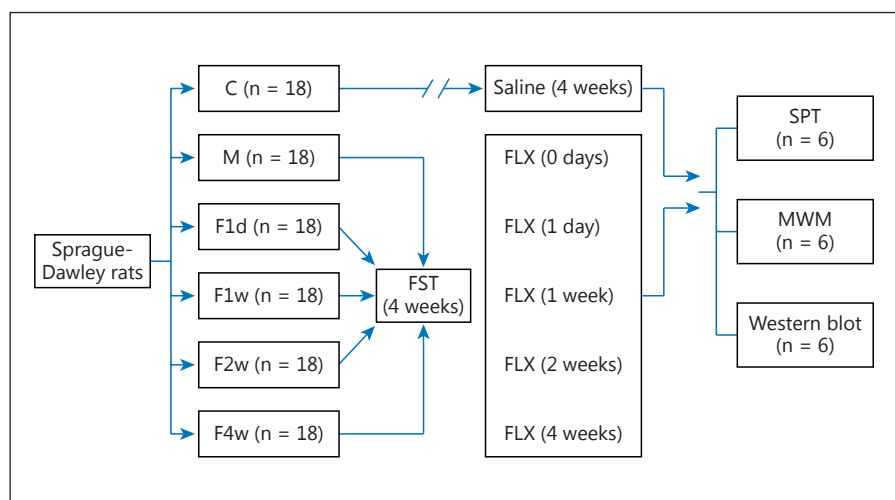 Sprague-
Dawley rats
C (n = 18)
M (n = 18)
F1d (n = 18)
F1w (n = 18)
F2w (n = 18)
F4w (n = 18)
FST
(4 weeks)
Saline (4 weeks)
FLX (0 days)
FLX (1 day)
FLX (1 week)
FLX (2 weeks)
FLX (4 weeks)
SPT
(n = 6)
MWM
(n = 6)
Western blot
(n = 6)